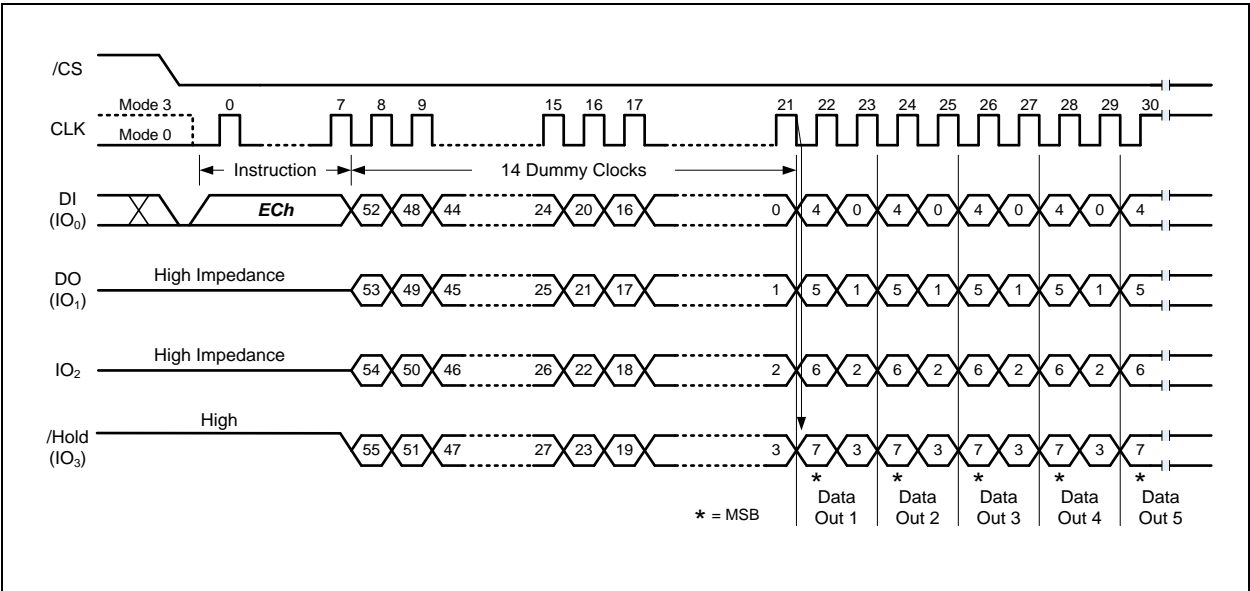 /CS
Mode 3 0 7 8 9 15 16 17 21 22 23 24 25 26 27 28 29 30
CLK
Mode 0
Instruction 14 Dummy Clocks
DI
(IO0) ECh 52 48 44 24 20 16 0 4 0 4 0 4 0 4 0 4
DO
(IO1) High Impedance 53 49 45 25 21 17 1 5 1 5 1 5 1 5 1 5
IO2 High Impedance 54 50 46 26 22 18 2 6 2 6 2 6 2 6 2 6
High
/Hold
(IO3) 55 51 47 27 23 19 3 7 3 7 3 7 3 7 3 7
* * * * *
* = MSB
Data Out 1 Data Out 2 Data Out 3 Data Out 4 Data Out 5